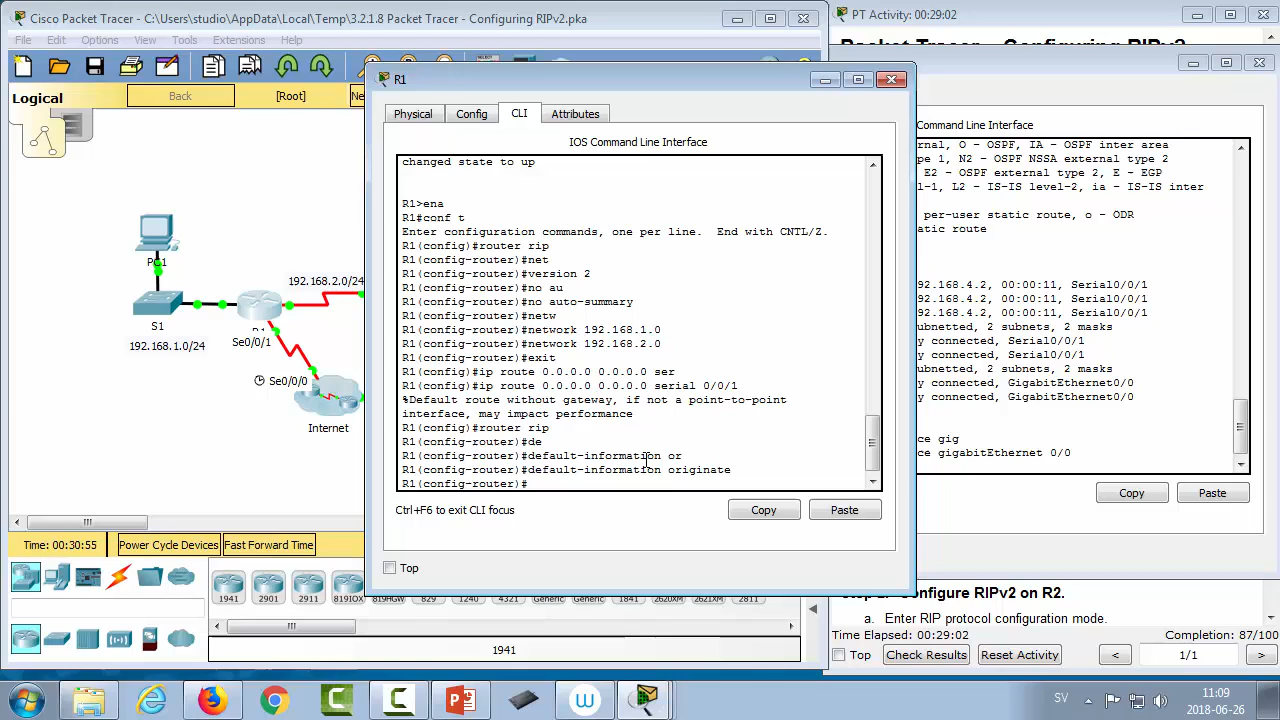 Cisco Packet Tracer - C:\Users\studio\AppData\Local\Temp\3.2.1.8 Packet Tracer - Configuring RIPv2.pka
File Edit Options View Tools Extensions Help
Logical Back [Root]
PC1
S1
192.168.1.0/24
192.168.2.0/24
Se0/0/1
Se0/0/0
Internet
Time: 00:30:55 Power Cycle Devices Fast Forward Time
1941 2901 2911 819IOX 819HGW 829 1240 4321 Generic Generic 1841 2620XM 2621XM 2811
1941
R1
Physical Config CLI Attributes
IOS Command Line Interface
changed state to up
R1>ena
R1#conf t
Enter configuration commands, one per line. End with CNTL/Z.
R1(config)#router rip
R1(config-router)#net
R1(config-router)#version 2
R1(config-router)#no au
R1(config-router)#no auto-summary
R1(config-router)#netw
R1(config-router)#network 192.168.1.0
R1(config-router)#network 192.168.2.0
R1(config-router)#exit
R1(config)#ip route 0.0.0.0 0.0.0.0 ser
R1(config)#ip route 0.0.0.0 0.0.0.0 serial 0/0/1
%Default route without gateway, if not a point-to-point
interface, may impact performance
R1(config)#router rip
R1(config-router)#de
R1(config-router)#default-information or
R1(config-router)#default-information originate
R1(config-router)#
Ctrl+F6 to exit CLI focus
Copy Paste
Top
PT Activity: 00:29:02
Packet Tracer - Configuring RIPv2
Command Line Interface
nal, O - OSPF, IA - OSPF inter area
pe 1, N2 - OSPF NSSA external type 2
E2 - OSPF external type 2, E - EGP
l-1, L2 - IS-IS level-2, ia - IS-IS inter
per-user static route, o - ODR
atic route
92.168.4.2, 00:00:11, Serial0/0/1
92.168.4.2, 00:00:11, Serial0/0/1
92.168.4.2, 00:00:11, Serial0/0/1
ubnetted, 2 subnets, 2 masks
y connected, Serial0/0/1
y connected, Serial0/0/1
ubnetted, 2 subnets, 2 masks
y connected, GigabitEthernet0/0
y connected, GigabitEthernet0/0
ce gig
ce gigabitEthernet 0/0
Copy Paste
Configure RIPv2 on R2.
a. Enter RIP protocol configuration mode.
Time Elapsed: 00:29:02 Completion: 87/100
Top Check Results Reset Activity < 1/1 >
SV 11:09
2018-06-26